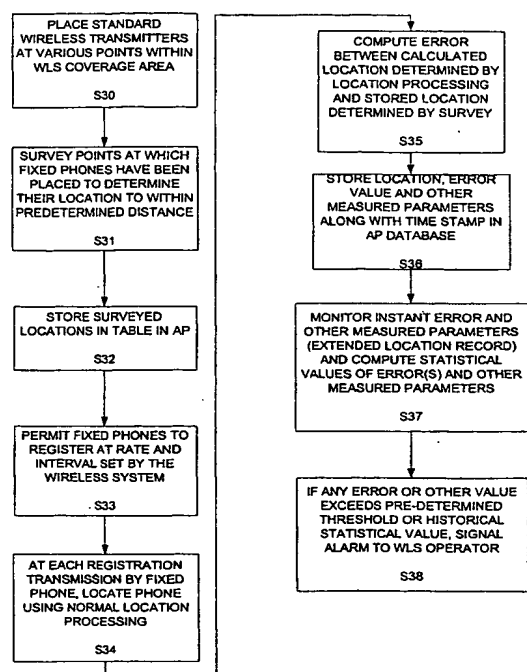 PLACE STANDARD
WIRELESS TRANSMITTERS
AT VARIOUS POINTS WITHIN
WLS COVERAGE AREA
S30
SURVEY POINTS AT WHICH
FIXED PHONES HAVE BEEN
PLACED TO DETERMINE
THEIR LOCATION TO WITHIN
PREDETERMINED DISTANCE
S31
STORE SURVEYED
LOCATIONS IN TABLE IN AP
S32
PERMIT FIXED PHONES TO
REGISTER AT RATE AND
INTERVAL SET BY THE
WIRELESS SYSTEM
S33
AT EACH REGISTRATION
TRANSMISSION BY FIXED
PHONE, LOCATE PHONE
USING NORMAL LOCATION
PROCESSING
S34
COMPUTE ERROR
BETWEEN CALCULATED
LOCATION DETERMINED BY
LOCATION PROCESSING
AND STORED LOCATION
DETERMINED BY SURVEY
S35
STORE LOCATION, ERROR
VALUE AND OTHER
MEASURED PARAMETERS
ALONG WITH TIME STAMP IN
AP DATABASE
S36
MONITOR INSTANT ERROR AND
OTHER MEASURED PARAMETERS
(EXTENDED LOCATION RECORD)
AND COMPUTE STATISTICAL
VALUES OF ERROR(S) AND OTHER
MEASURED PARAMETERS
S37
IF ANY ERROR OR OTHER VALUE
EXCEEDS PRE-DETERMINED
THRESHOLD OR HISTORICAL
STATISTICAL VALUE, SIGNAL
ALARM TO WLS OPERATOR
S38